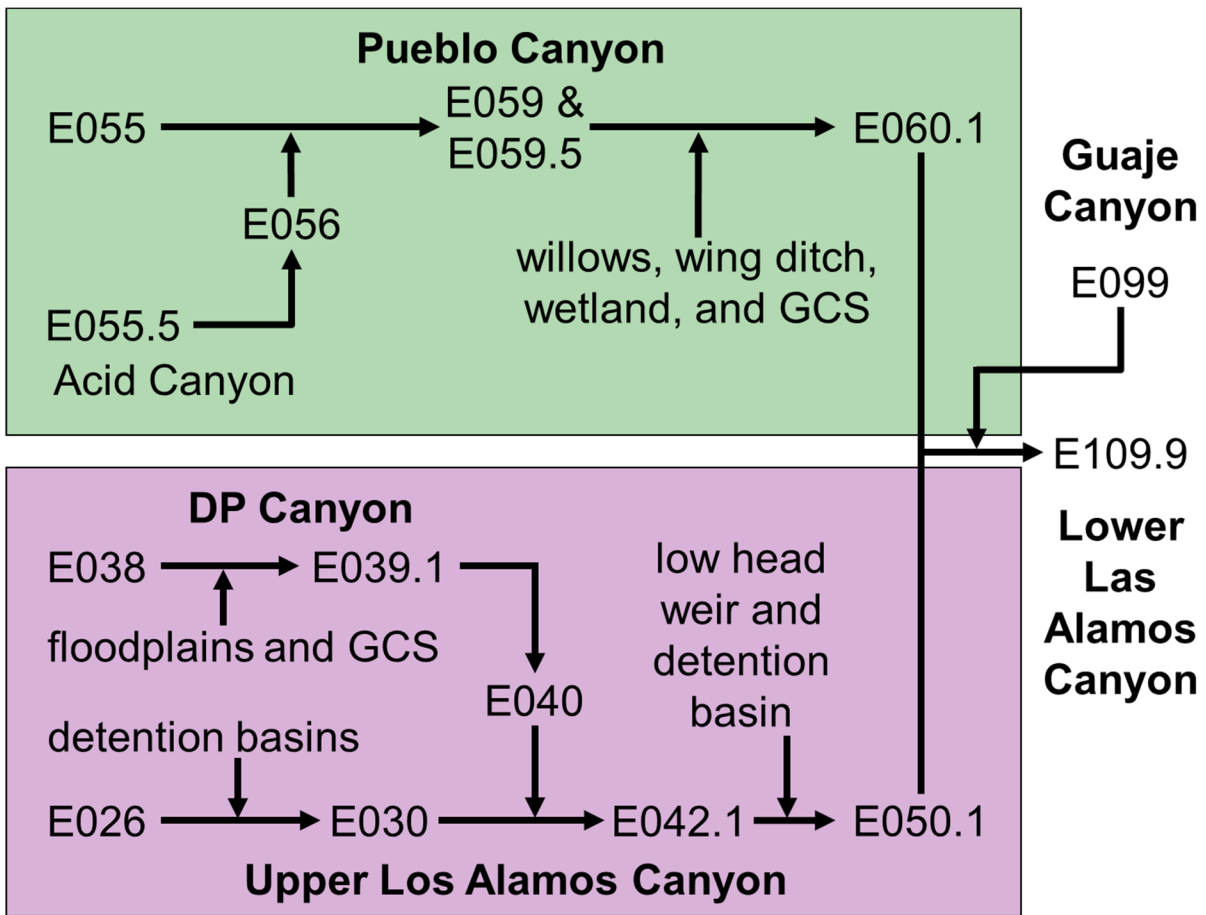 Pueblo Canyon
E055
E059 &
E059.5
E060.1
E056
willows, wing ditch,
wetland, and GCS
E055.5
Acid Canyon
Guaje
Canyon
E099
E109.9
Lower
Las
Alamos
Canyon
DP Canyon
E038
E039.1
floodplains and GCS
E040
low head
weir and
detention
basin
detention basins
E026
E030
E042.1
E050.1
Upper Los Alamos Canyon